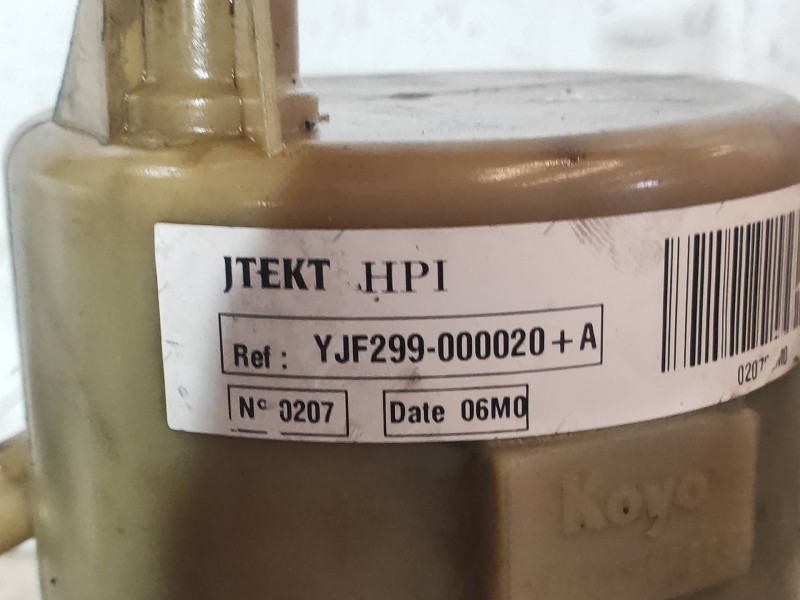 JTEKT HPI
Ref : YJF299-000020+A
N° 0207
Date 06M0
Koyo